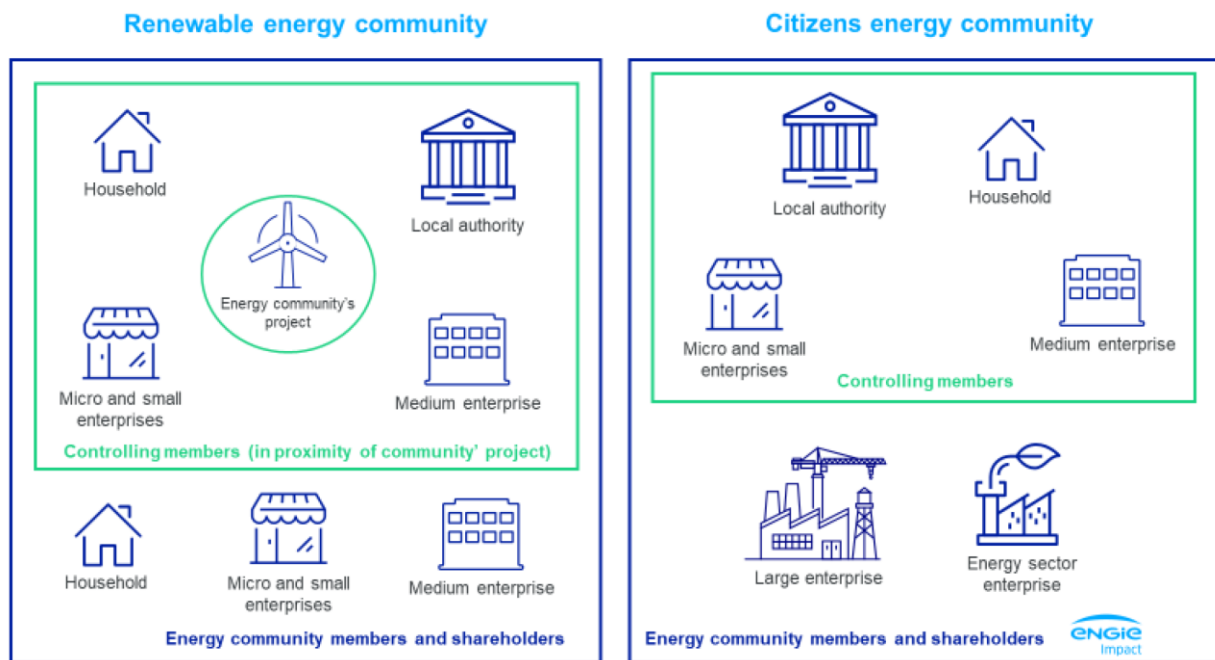 Renewable energy community
Household
Local authority
Energy community's
project
Micro and small
enterprises
Medium enterprise
Controlling members (in proximity of community' project)
Household
Micro and small
enterprises
Medium enterprise
Energy community members and shareholders
Citizens energy community
Local authority
Household
Micro and small
enterprises
Medium enterprise
Controlling members
Large enterprise
Energy sector
enterprise
Energy community members and shareholders
ENGIE
Impact